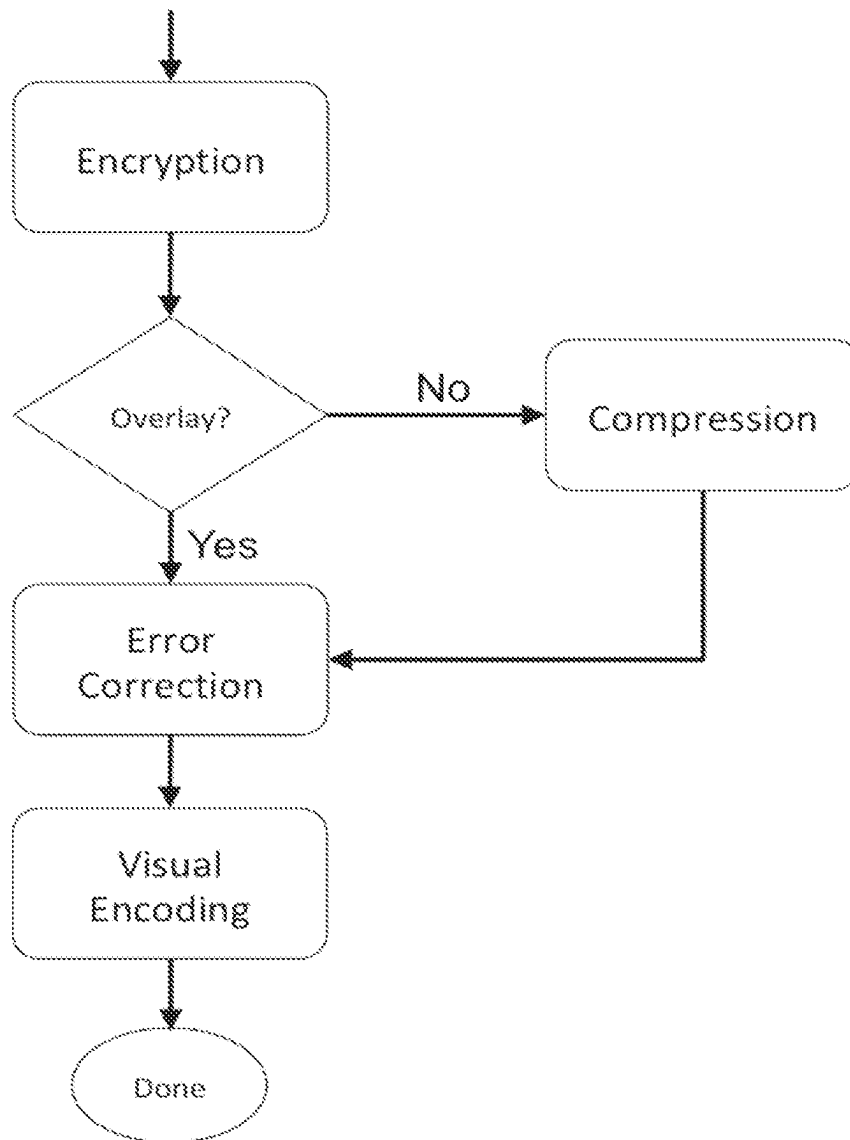 Encryption
Overlay?
No
Compression
Yes
Error
Correction
Visual
Encoding
Done